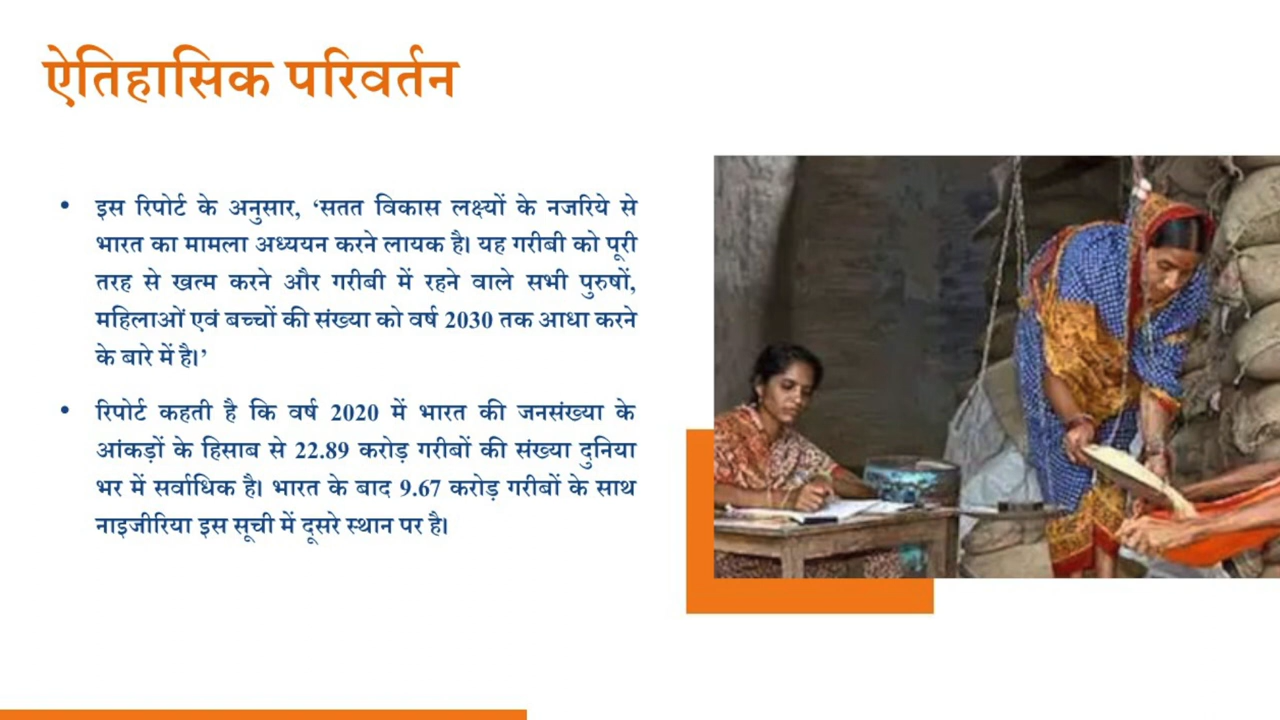 ऐतिहासिक परिवर्तन
• इस रिपोर्ट के अनुसार, ‘सतत विकास लक्ष्यों के नजरिये से
भारत का मामला अध्ययन करने लायक है। यह गरीबी को पूरी
तरह से खत्म करने और गरीबी में रहने वाले सभी पुरुषों,
महिलाओं एवं बच्चों की संख्या को वर्ष 2030 तक आधा करने
के बारे में है।’
• रिपोर्ट कहती है कि वर्ष 2020 में भारत की जनसंख्या के
आंकड़ों के हिसाब से 22.89 करोड़ गरीबों की संख्या दुनिया
भर में सर्वाधिक है। भारत के बाद 9.67 करोड़ गरीबों के साथ
नाइजीरिया इस सूची में दूसरे स्थान पर है।